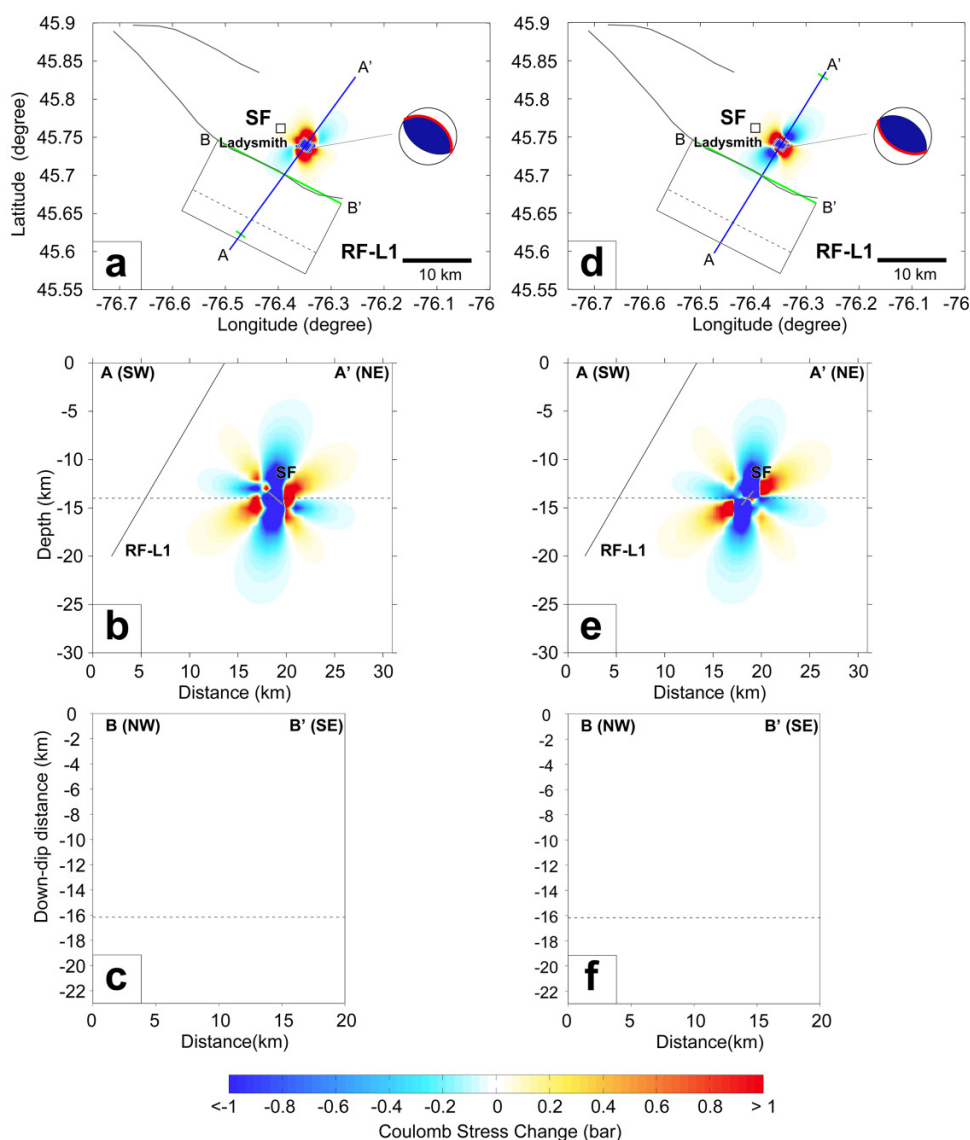 45.9
45.85
45.8
45.75
45.7
45.65
45.6
45.55
Latitude (degree)
A'
SF
B
Ladysmith
B'
A
RF-L1
10 km
a
-76.7 -76.6 -76.5 -76.4 -76.3 -76.2 -76.1 -76
Longitude (degree)
45.9
45.85
45.8
45.75
45.7
45.65
45.6
45.55
A'
SF
B
Ladysmith
B'
A
RF-L1
10 km
d
-76.7 -76.6 -76.5 -76.4 -76.3 -76.2 -76.1 -76
Longitude (degree)
0
-5
-10
-15
-20
-25
-30
Depth (km)
A (SW) A’ (NE)
SF
RF-L1
b
0 5 10 15 20 25 30
Distance (km)
0
-5
-10
-15
-20
-25
-30
A (SW) A’ (NE)
SF
RF-L1
e
0 5 10 15 20 25 30
Distance (km)
0
-2
-4
-6
-8
-10
-12
-14
-16
-18
-20
-22
Down-dip distance (km)
B (NW) B’ (SE)
c
0 5 10 15 20
Distance(km)
0
-2
-4
-6
-8
-10
-12
-14
-16
-18
-20
-22
B (NW) B’ (SE)
f
0 5 10 15 20
Distance(km)
<-1 -0.8 -0.6 -0.4 -0.2 0 0.2 0.4 0.6 0.8 > 1
Coulomb Stress Change (bar)